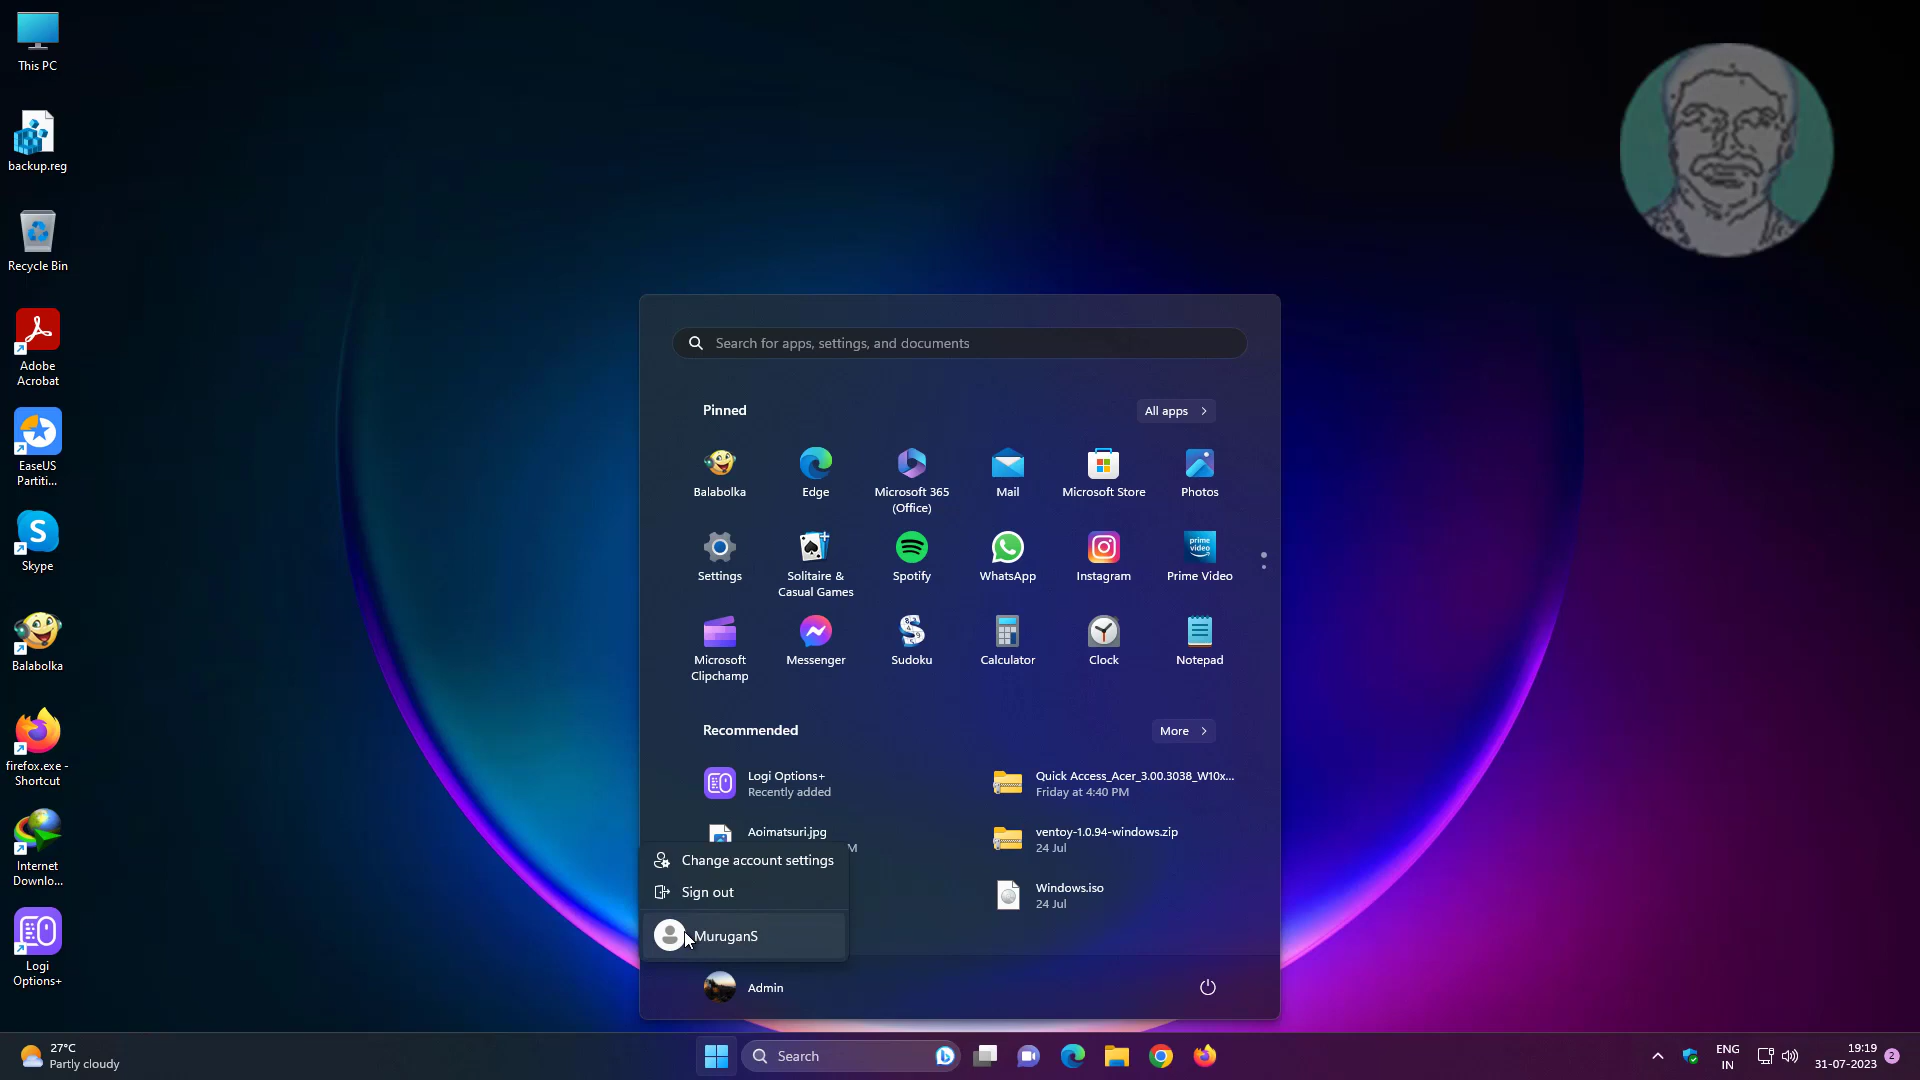 This PC
backup.reg
Recycle Bin
Adobe
Acrobat
EaseUS
Partiti...
Skype
Balabolka
firefox.exe -
Shortcut
Internet
Downlo...
Logi
Options+
Search for apps, settings, and documents
Pinned
All apps
Balabolka
Edge
Microsoft 365
(Office)
Mail
Microsoft Store
Photos
Settings
Solitaire &
Casual Games
Spotify
WhatsApp
Instagram
prime
video
Prime Video
Microsoft
Clipchamp
Messenger
Sudoku
Calculator
Clock
Notepad
Recommended
More
Logi Options+
Recently added
Quick Access_Acer_3.00.3038_W10x...
Friday at 4:40 PM
Aoimatsuri.jpg
M
ventoy-1.0.94-windows.zip
24 Jul
Windows.iso
24 Jul
Change account settings
Sign out
MuruganS
Admin
27°C
Partly cloudy
Search
ENG
IN
19:19
31-07-2023
2